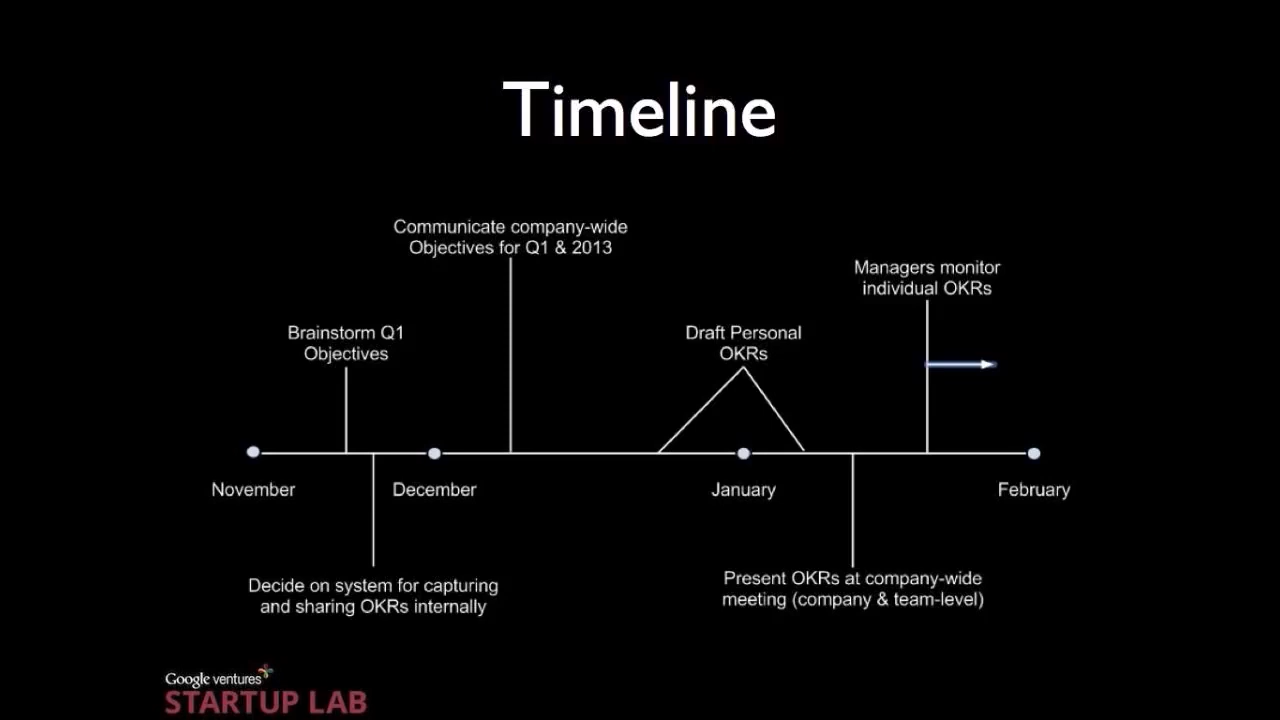 Timeline
Communicate company-wide
Objectives for Q1 & 2013
Managers monitor
individual OKRs
Brainstorm Q1
Objectives
Draft Personal
OKRs
November
December
January
February
Decide on system for capturing
and sharing OKRs internally
Present OKRs at company-wide
meeting (company & team-level)
Google ventures
STARTUP LAB